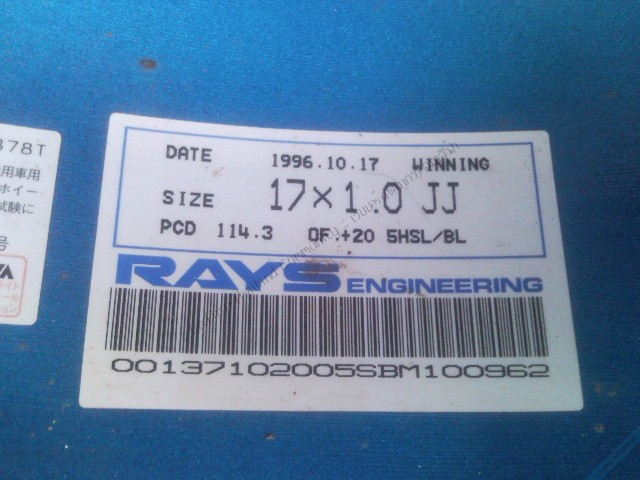 378T
用車用
ホイー
試験に
号
DATE 1996.10.17 WINNING
SIZE 17×1.0 JJ
PCD 114.3 OF.+20 5HSL/BL
RAYS ENGINEERING
00137102005SBM100962